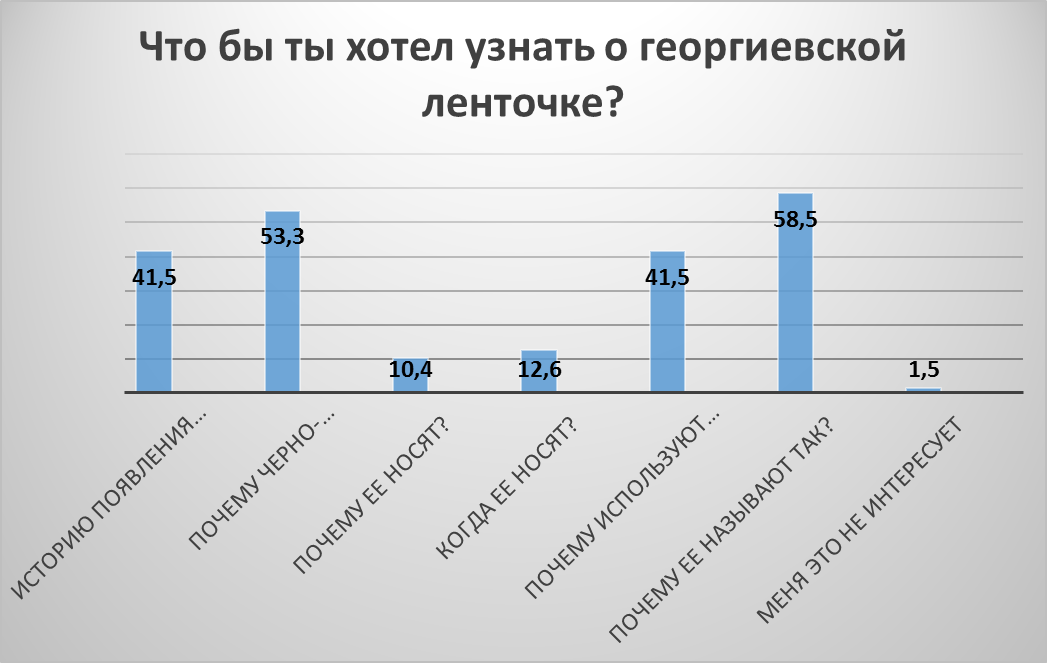 Что бы ты хотел узнать о георгиевской
ленточке?
41,5
53,3
10,4
12,6
41,5
58,5
1,5
ИСТОРИЮ ПОЯВЛЕНИЯ…
ПОЧЕМУ ЧЕРНО-…
ПОЧЕМУ ЕЕ НОСЯТ?
КОГДА ЕЕ НОСЯТ?
ПОЧЕМУ ИСПОЛЬЗУЮТ…
ПОЧЕМУ ЕЕ НАЗЫВАЮТ ТАК?
МЕНЯ ЭТО НЕ ИНТЕРЕСУЕТ